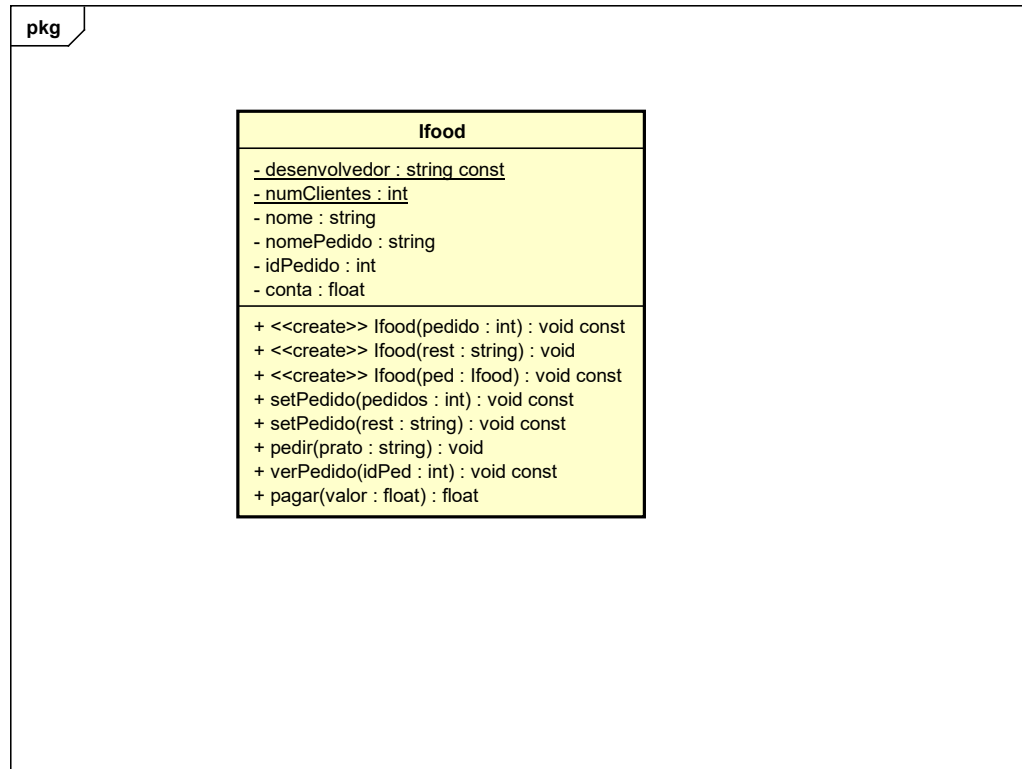 pkg
Ifood
- desenvolvedor : string const
- numClientes : int
- nome : string
- nomePedido : string
- idPedido : int
- conta : float
+ <<create>> Ifood(pedido : int) : void const
+ <<create>> Ifood(rest : string) : void
+ <<create>> Ifood(ped : Ifood) : void const
+ setPedido(pedidos : int) : void const
+ setPedido(rest : string) : void const
+ pedir(prato : string) : void
+ verPedido(idPed : int) : void const
+ pagar(valor : float) : float